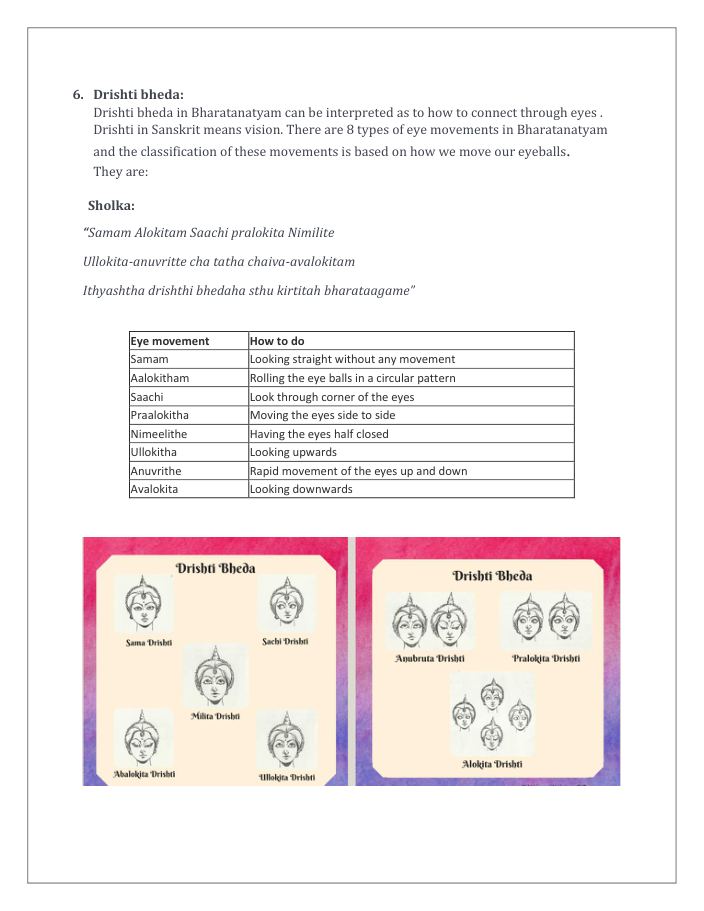 6. Drishti bheda:
Drishti bheda in Bharatanatyam can be interpreted as to how to connect through eyes .
Drishti in Sanskrit means vision. There are 8 types of eye movements in Bharatanatyam
and the classification of these movements is based on how we move our eyeballs.
They are:
Sholka:
“Samam Alokitam Saachi pralokita Nimilite
Ullokita-anuvritte cha tatha chaiva-avalokitam
Ithyashtha drishthi bhedaha sthu kirtitah bharataagame”
Eye movement How to do
Samam Looking straight without any movement
Aalokitham Rolling the eye balls in a circular pattern
Saachi Look through corner of the eyes
Praalokitha Moving the eyes side to side
Nimeelithe Having the eyes half closed
Ullokitha Looking upwards
Anuvrithe Rapid movement of the eyes up and down
Avalokita Looking downwards
Drishti Bheda
Sama Drishti Sachi Drishti
Milita Drishti
Abalokita Drishti Ullokita Drishti
Drishti Bheda
Anubruta Drishti Pralokita Drishti
Alokita Drishti